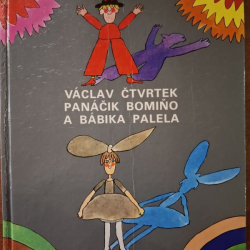 VÁCLAV ČTVRTEK
PANÁČIK BOMIŇO
A BÁBIKA PALELA